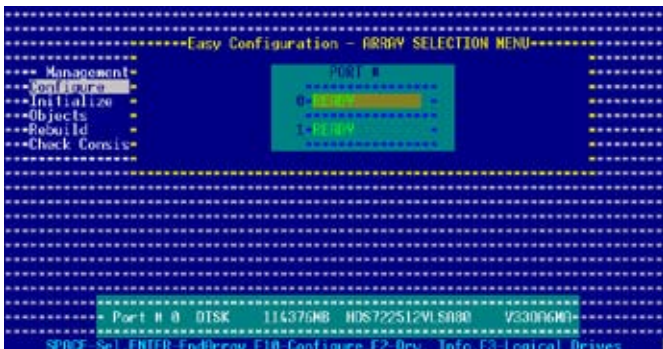 Easy Configuration - ARRAY SELECTION MENU
Management
Configure
Initialize
Objects
Rebuild
Check Consis
PORT #
0 READY
1 READY
Port # 0 DISK 114376MB HDS722512VLSA80 V33OA6MA
SPACE-Sel ENTER-EndArray F10-Configure F2-Drv Info F3-Logical Drives